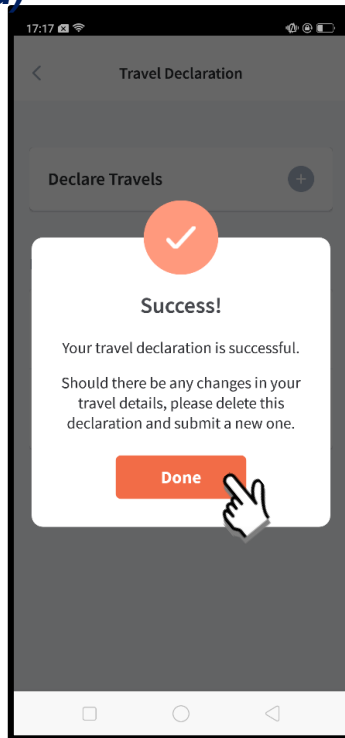 17:17
Travel Declaration
Declare Travels
Success!
Your travel declaration is successful.
Should there be any changes in your
travel details, please delete this
declaration and submit a new one.
Done